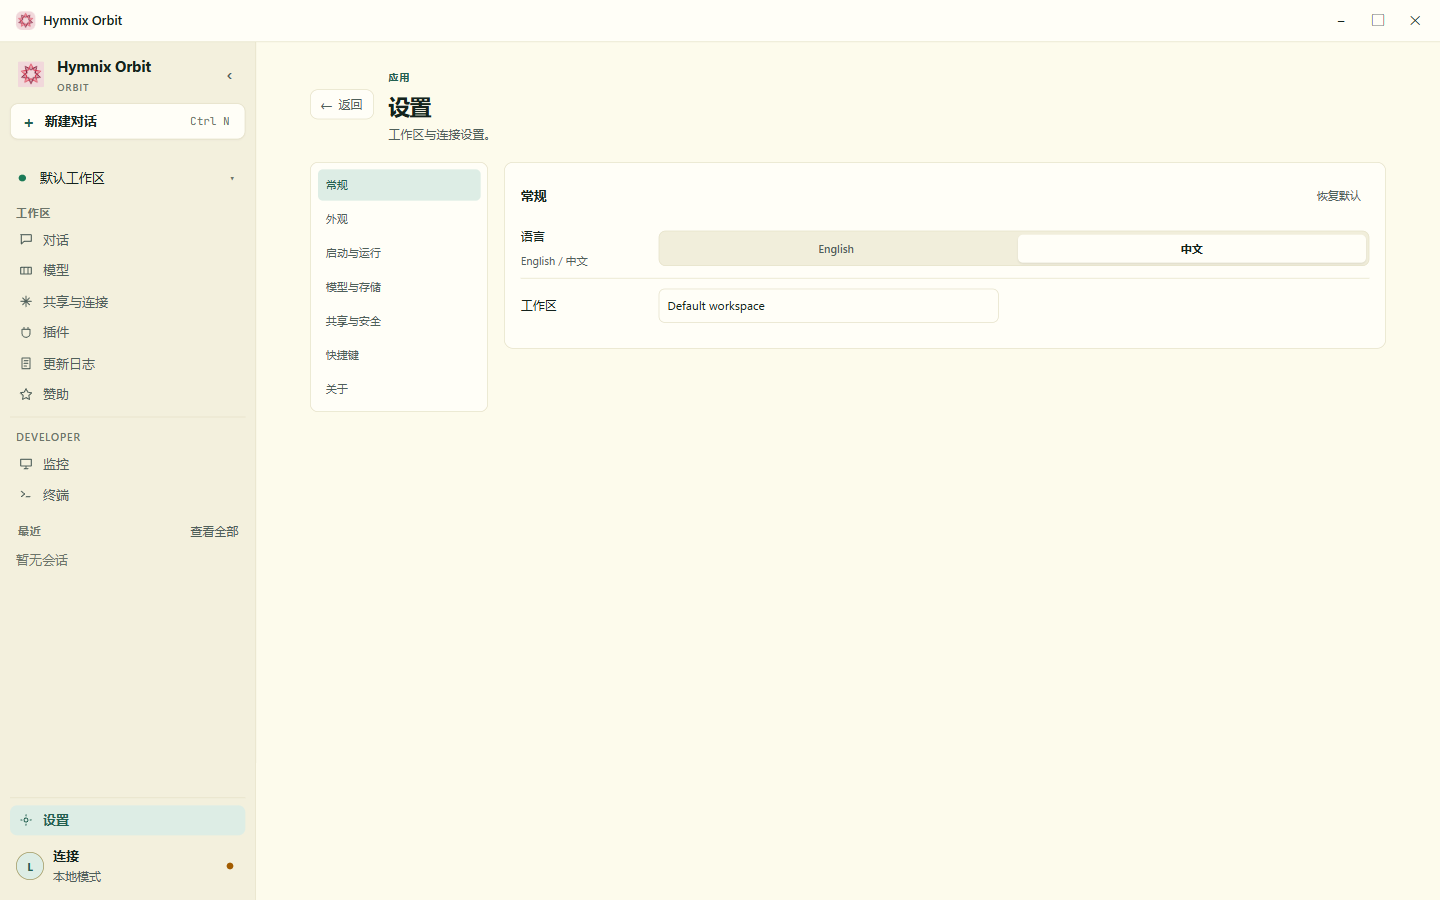 Hymnix Orbit
Hymnix Orbit
ORBIT
新建对话 Ctrl N
默认工作区
工作区
对话
模型
共享与连接
插件
更新日志
赞助
DEVELOPER
监控
终端
最近 查看全部
暂无会话
设置
L
连接
本地模式
应用
← 返回
设置
工作区与连接设置。
常规
外观
启动与运行
模型与存储
共享与安全
快捷键
关于
常规 恢复默认
语言
English / 中文
English 中文
工作区 Default workspace